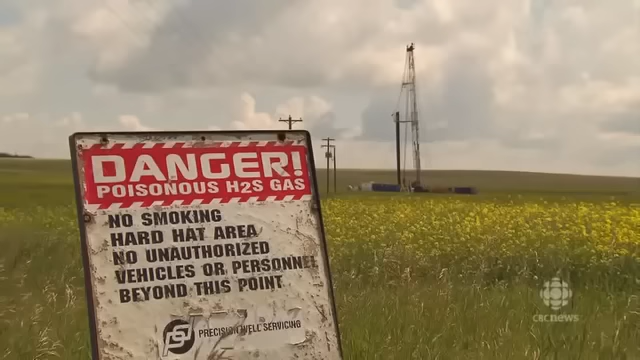 DANGER!
POISONOUS H2S GAS
NO SMOKING
HARD HAT AREA
NO UNAUTHORIZED
VEHICLES OR PERSONNEL
BEYOND THIS POINT
PRECISION WELL SERVICING
CBCNEWS